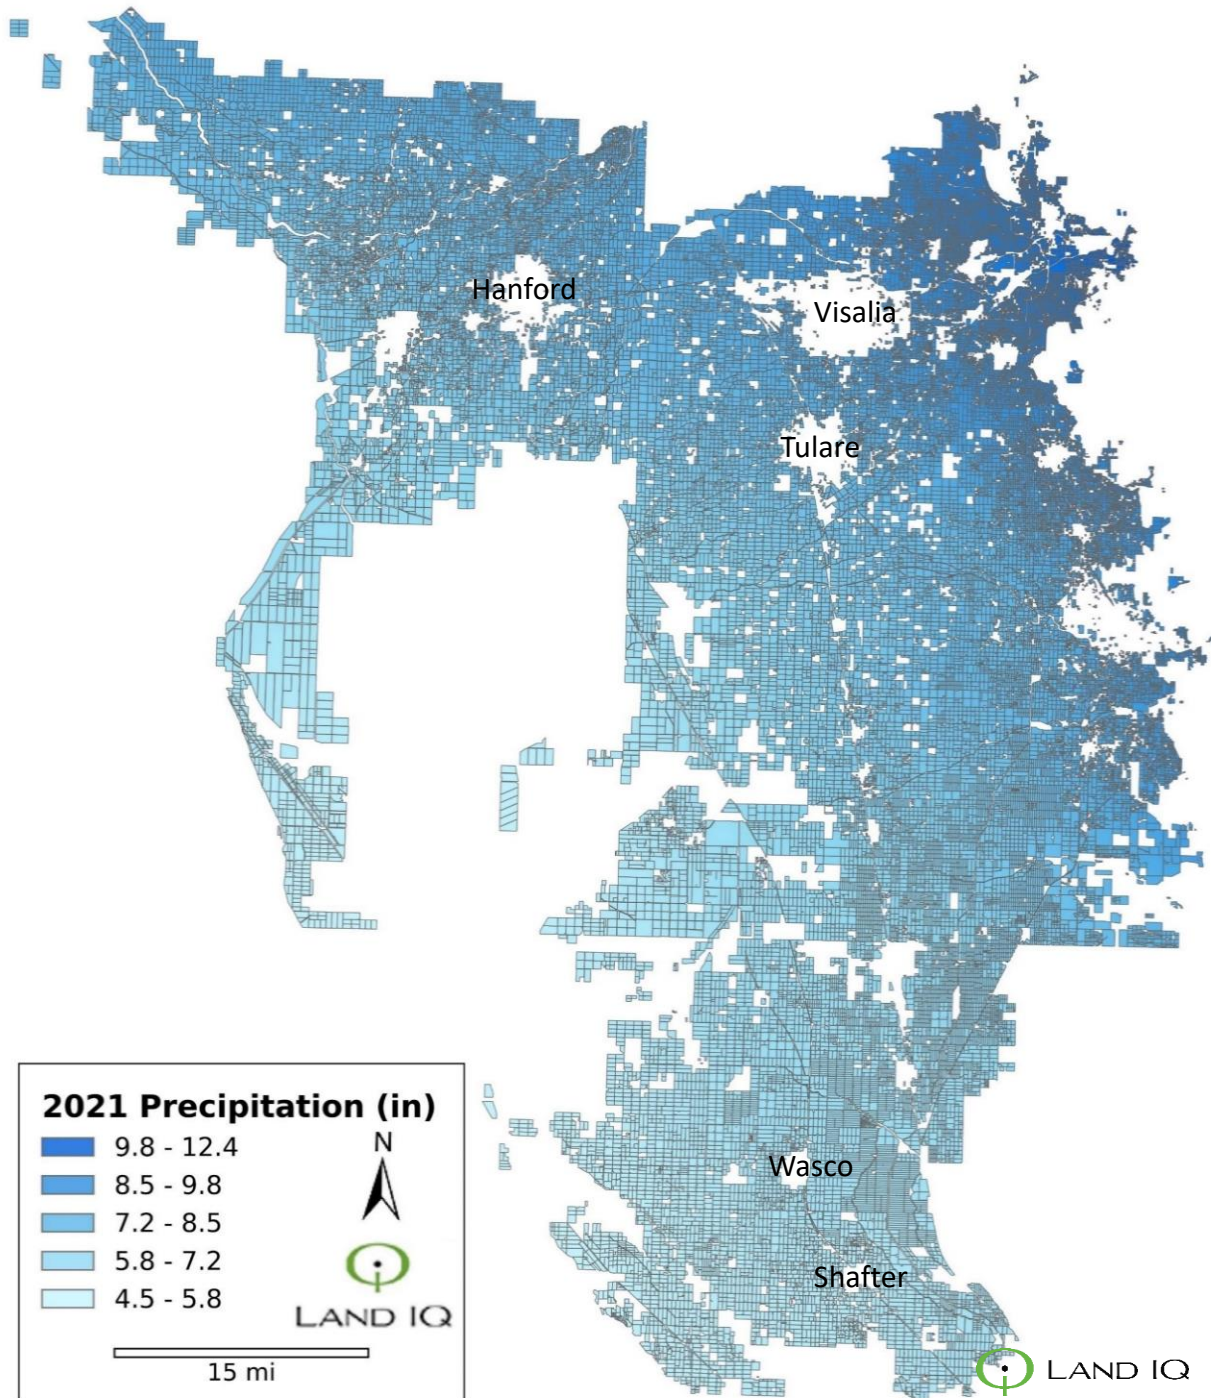 Hanford
Visalia
Tulare
Wasco
Shafter
2021 Precipitation (in)
9.8 - 12.4
8.5 - 9.8
7.2 - 8.5
5.8 - 7.2
4.5 - 5.8
N
LAND IQ
15 mi
LAND IQ